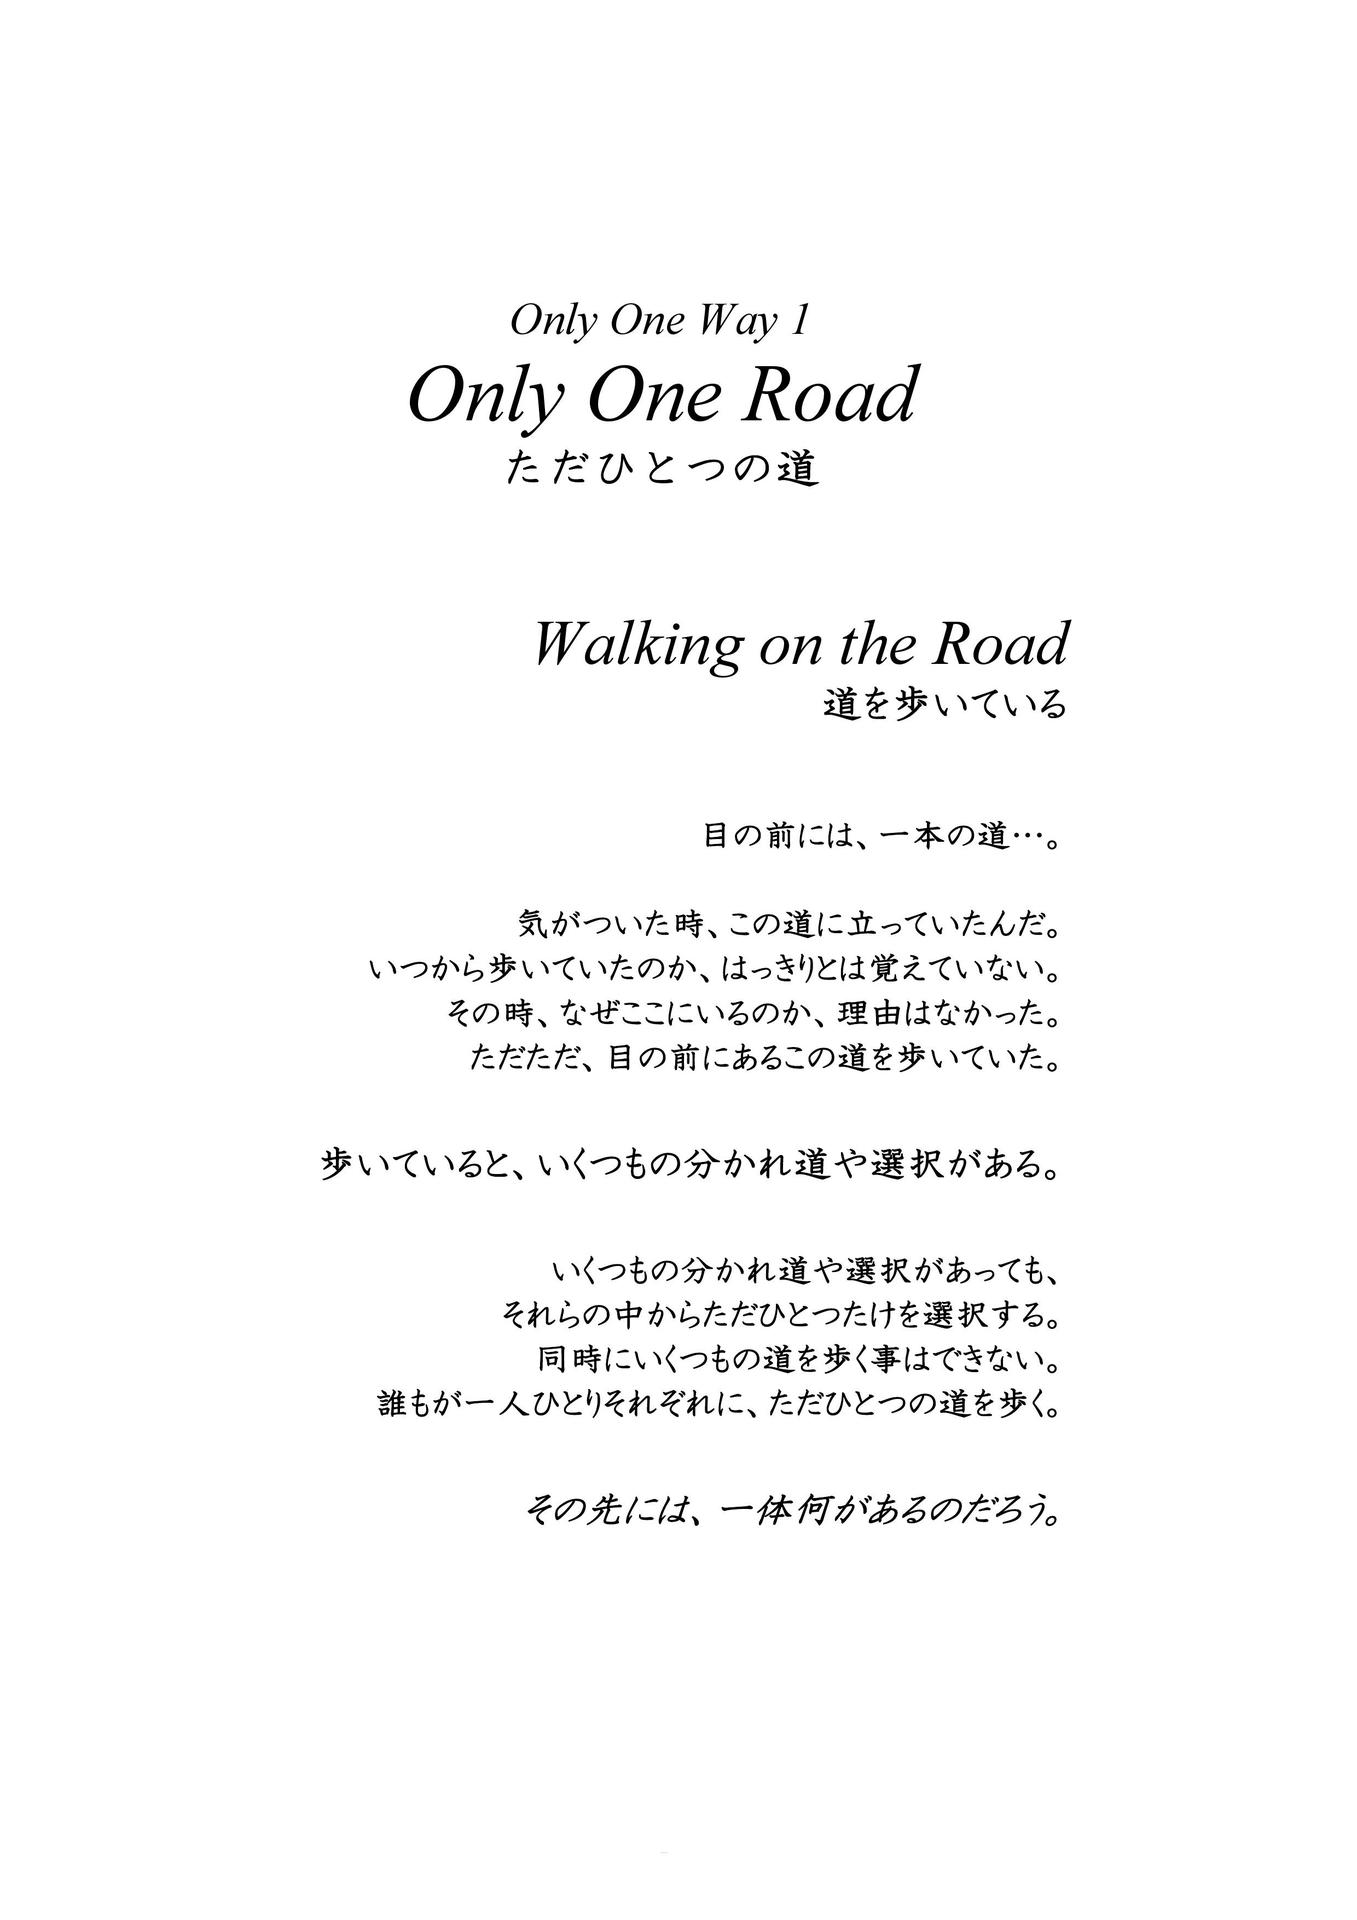 Only One Way 1
Only One Road
ただひとつの道
Walking on the Road
道を歩いている
目の前には、一本の道…。
気がついた時、この道に立っていたんだ。
いつから歩いていたのか、はっきりとは覚えていない。
その時、なぜここにいるのか、理由はなかった。
ただただ、目の前にあるこの道を歩いていた。
歩いていると、いくつもの分かれ道や選択がある。
いくつもの分かれ道や選択があっても、
それらの中からただひとつたけを選択する。
同時にいくつもの道を歩く事はできない。
誰もが一人ひとりそれぞれに、ただひとつの道を歩く。
その先には、一体何があるのだろう。